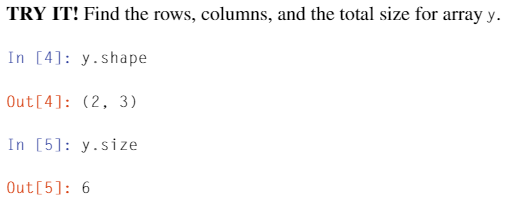 TRY IT! Find the rows, columns, and the total size for array y.
In [4]: y.shape
Out[4]: (2, 3)
In [5]: y.size
Out[5]: 6